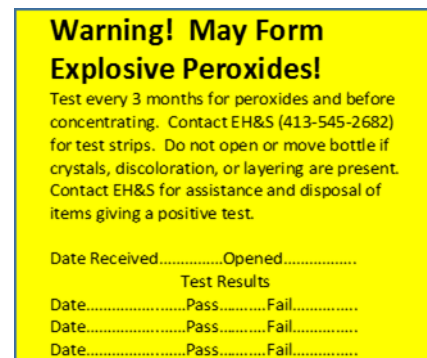 Warning!  May Form
Explosive Peroxides!
Test every 3 months for peroxides and before
concentrating.  Contact EH&S (413-545-2682)
for test strips.  Do not open or move bottle if
crystals, discoloration, or layering are present.
Contact EH&S for assistance and disposal of
items giving a positive test.
Date Received...............Opened.................
Test Results
Date.......................Pass...........Fail...............
Date.......................Pass...........Fail...............
Date.......................Pass...........Fail...............